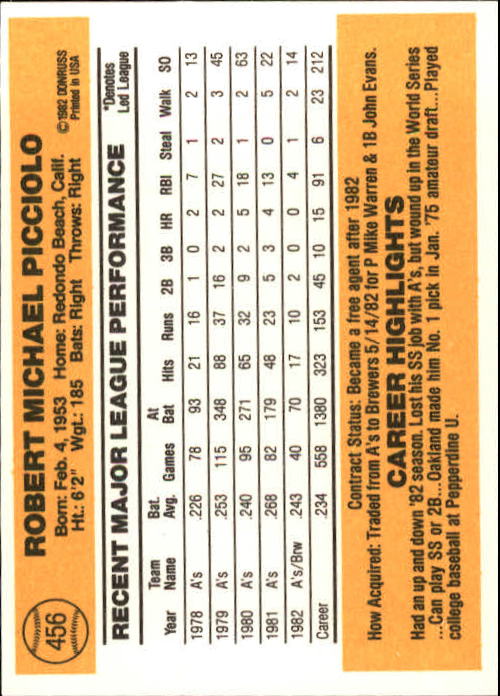 456
ROBERT MICHAEL PICCIOLO
Born: Feb. 4, 1953 Home: Redondo Beach, Calif.
Ht.: 6'2" Wgt.: 185 Bats: Right Throws: Right
©1982 DONRUSS
Printed in USA
RECENT MAJOR LEAGUE PERFORMANCE
*Denotes
Led League
Team Bat. At
Year Name Avg. Games Bat Hits Runs 2B 3B HR RBI Steal Walk SO
1978 A's .226 78 93 21 16 1 0 2 7 1 2 13
1979 A's .253 115 348 88 37 16 2 2 27 2 3 45
1980 A's .240 95 271 65 32 9 2 5 18 1 2 63
1981 A's .268 82 179 48 23 5 3 4 13 0 5 22
1982 A's/Brw .243 40 70 17 10 2 0 0 4 1 2 14
Career .234 558 1380 323 153 45 10 15 91 6 23 212
Contract Status: Became a free agent after 1982
How Acquired: Traded from A's to Brewers 5/14/82 for P Mike Warren & 1B John Evans.
CAREER HIGHLIGHTS
Had an up and down '82 season. Lost his SS job with A's, but wound up in the World Series
...Can play SS or 2B...Oakland made him No. 1 pick in Jan. '75 amateur draft...Played
college baseball at Pepperdine U.